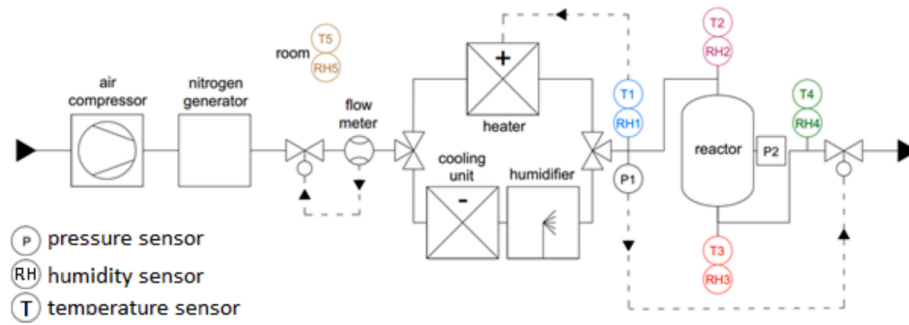 T5
room
RH5
air
compressor
nitrogen
generator
flow
meter
+
heater
cooling
unit
-
humidifier
T1
RH1
P1
T2
RH2
reactor
P2
T3
RH3
T4
RH4
P pressure sensor
RH humidity sensor
T temperature sensor